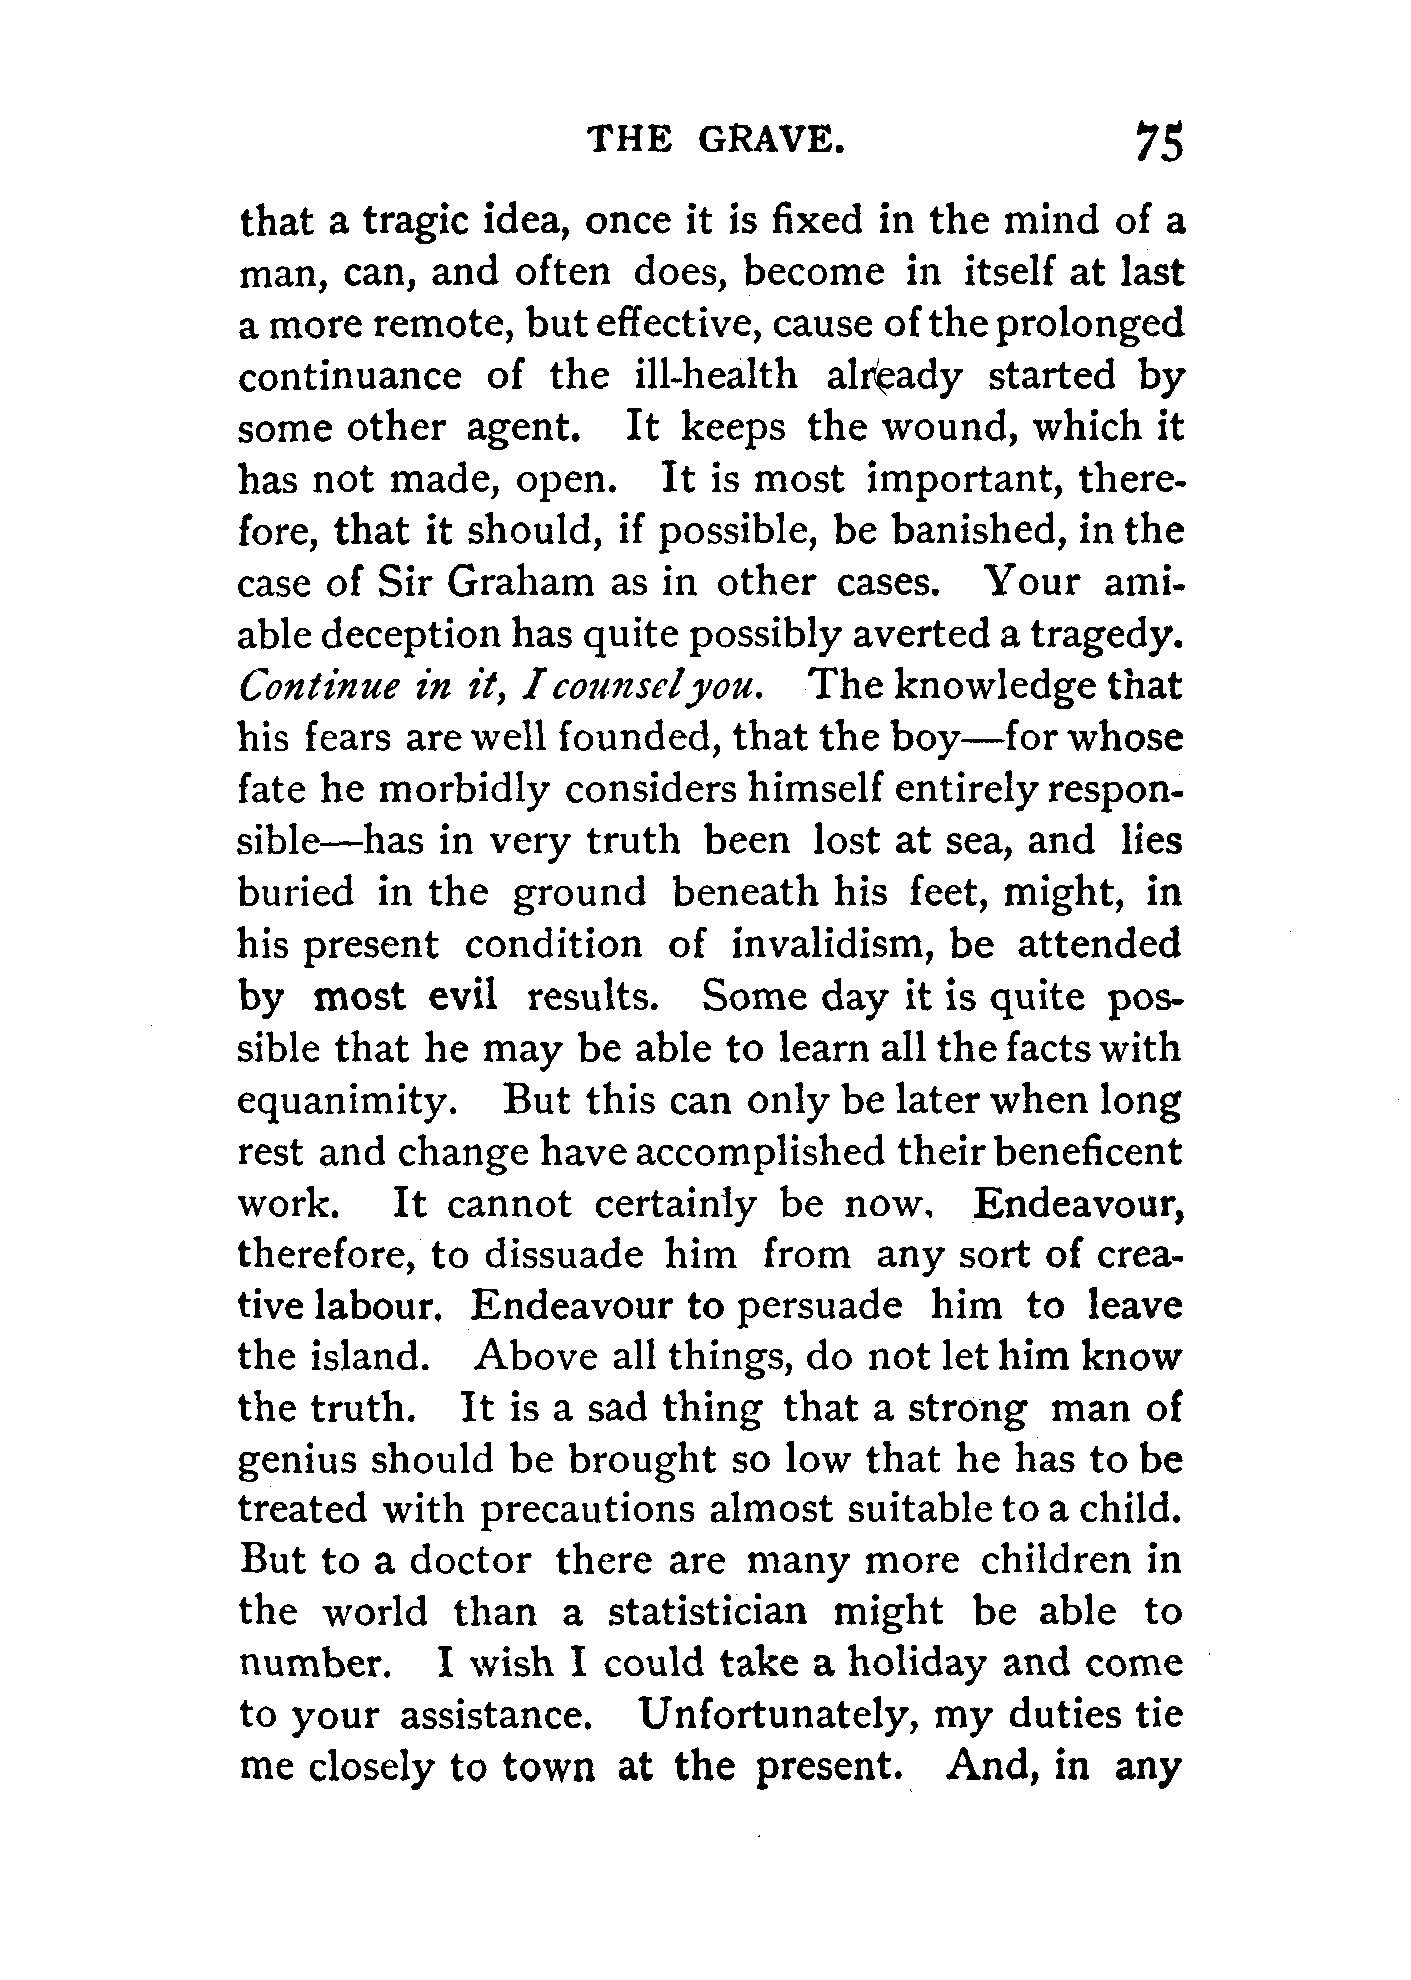 THE GRAVE. 75
that a tragic idea, once it is fixed in the mind of a
man, can, and often does, become in itself at last
a more remote, but effective, cause of the prolonged
continuance of the ill-health already started by
some other agent. It keeps the wound, which it
has not made, open. It is most important, there-
fore, that it should, if possible, be banished, in the
case of Sir Graham as in other cases. Your ami-
able deception has quite possibly averted a tragedy.
Continue in it, I counsel you. The knowledge that
his fears are well founded, that the boy—for whose
fate he morbidly considers himself entirely respon-
sible—has in very truth been lost at sea, and lies
buried in the ground beneath his feet, might, in
his present condition of invalidism, be attended
by most evil results. Some day it is quite pos-
sible that he may be able to learn all the facts with
equanimity. But this can only be later when long
rest and change have accomplished their beneficent
work. It cannot certainly be now. Endeavour,
therefore, to dissuade him from any sort of crea-
tive labour. Endeavour to persuade him to leave
the island. Above all things, do not let him know
the truth. It is a sad thing that a strong man of
genius should be brought so low that he has to be
treated with precautions almost suitable to a child.
But to a doctor there are many more children in
the world than a statistician might be able to
number. I wish I could take a holiday and come
to your assistance. Unfortunately, my duties tie
me closely to town at the present. And, in any